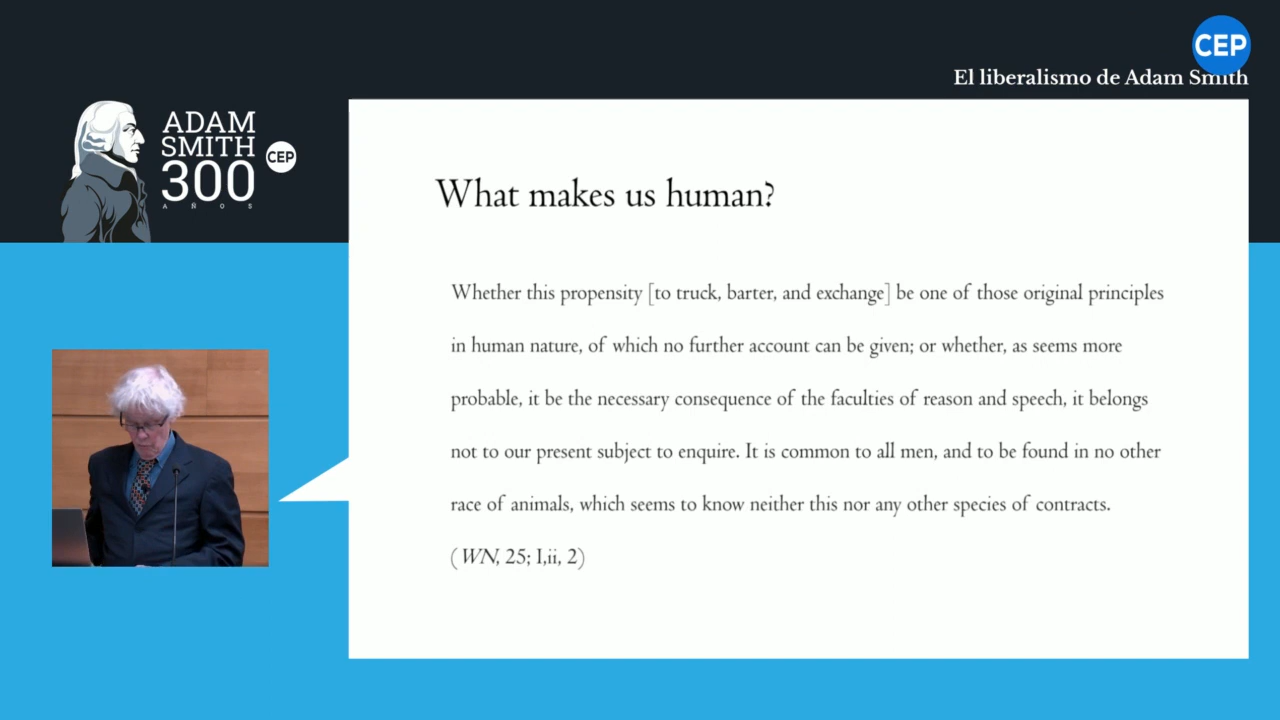 CEP
El liberalismo de Adam Smith
ADAM
SMITH
300
AÑOS
CEP
What makes us human?
Whether this propensity [to truck, barter, and exchange] be one of those original principles
in human nature, of which no further account can be given; or whether, as seems more
probable, it be the necessary consequence of the faculties of reason and speech, it belongs
not to our present subject to enquire. It is common to all men, and to be found in no other
race of animals, which seems to know neither this nor any other species of contracts.
(WN, 25; I,ii, 2)